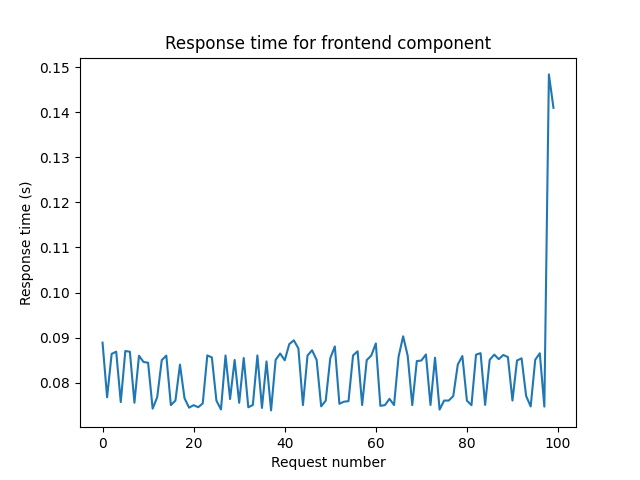 Response time for frontend component
0.15
0.14
0.13
0.12
0.11
0.10
0.09
0.08
Response time (s)
0 20 40 60 80 100
Request number